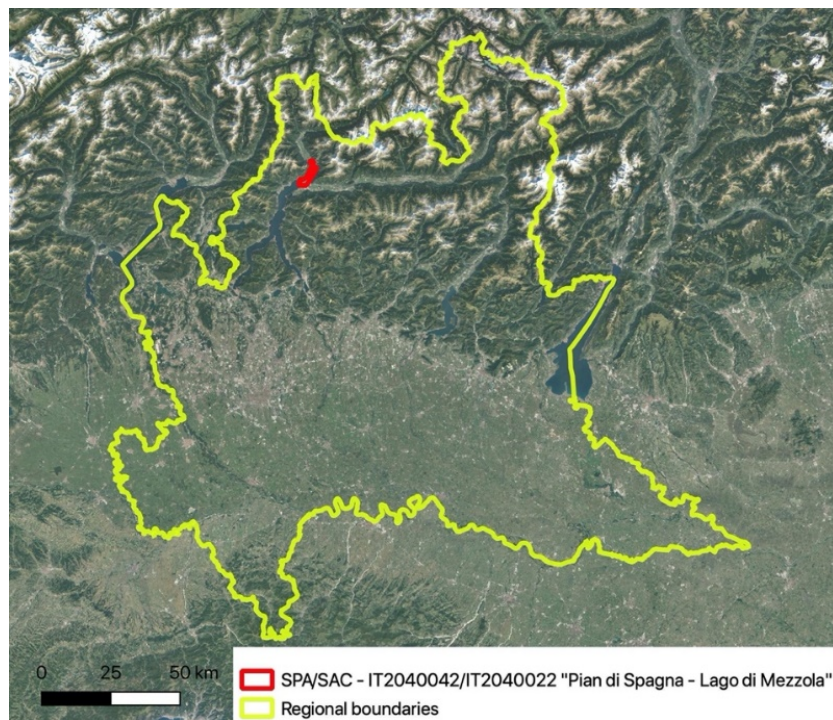 0 25 50 km
SPA/SAC - IT2040042/IT2040022 "Pian di Spagna - Lago di Mezzola"
Regional boundaries